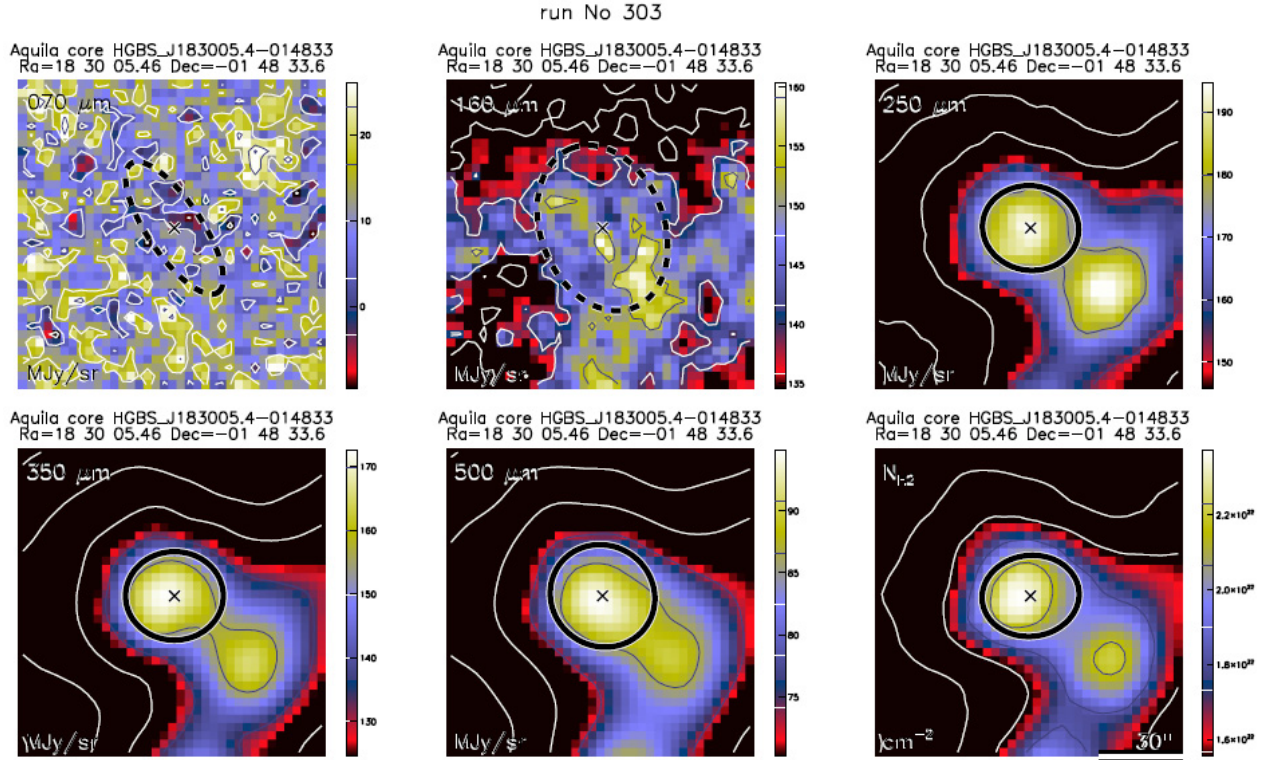 run No 303
Aquila core HGBS_J183005.4-014833
Ra=18 30 05.46 Dec=-01 48 33.6
070 μm
20
10
0
MJy/sr
Aquila core HGBS_J183005.4-014833
Ra=18 30 05.46 Dec=-01 48 33.6
160 μm
160
155
150
145
140
135
MJy/sr
Aquila core HGBS_J183005.4-014833
Ra=18 30 05.46 Dec=-01 48 33.6
250 μm
190
180
170
160
150
MJy/sr
Aquila core HGBS_J183005.4-014833
Ra=18 30 05.46 Dec=-01 48 33.6
350 μm
170
160
150
140
130
MJy/sr
Aquila core HGBS_J183005.4-014833
Ra=18 30 05.46 Dec=-01 48 33.6
500 μm
90
85
80
75
MJy/sr
Aquila core HGBS_J183005.4-014833
Ra=18 30 05.46 Dec=-01 48 33.6
N_H2
2.2×10²²
2.0×10²²
1.8×10²²
1.6×10²²
cm⁻²
30"